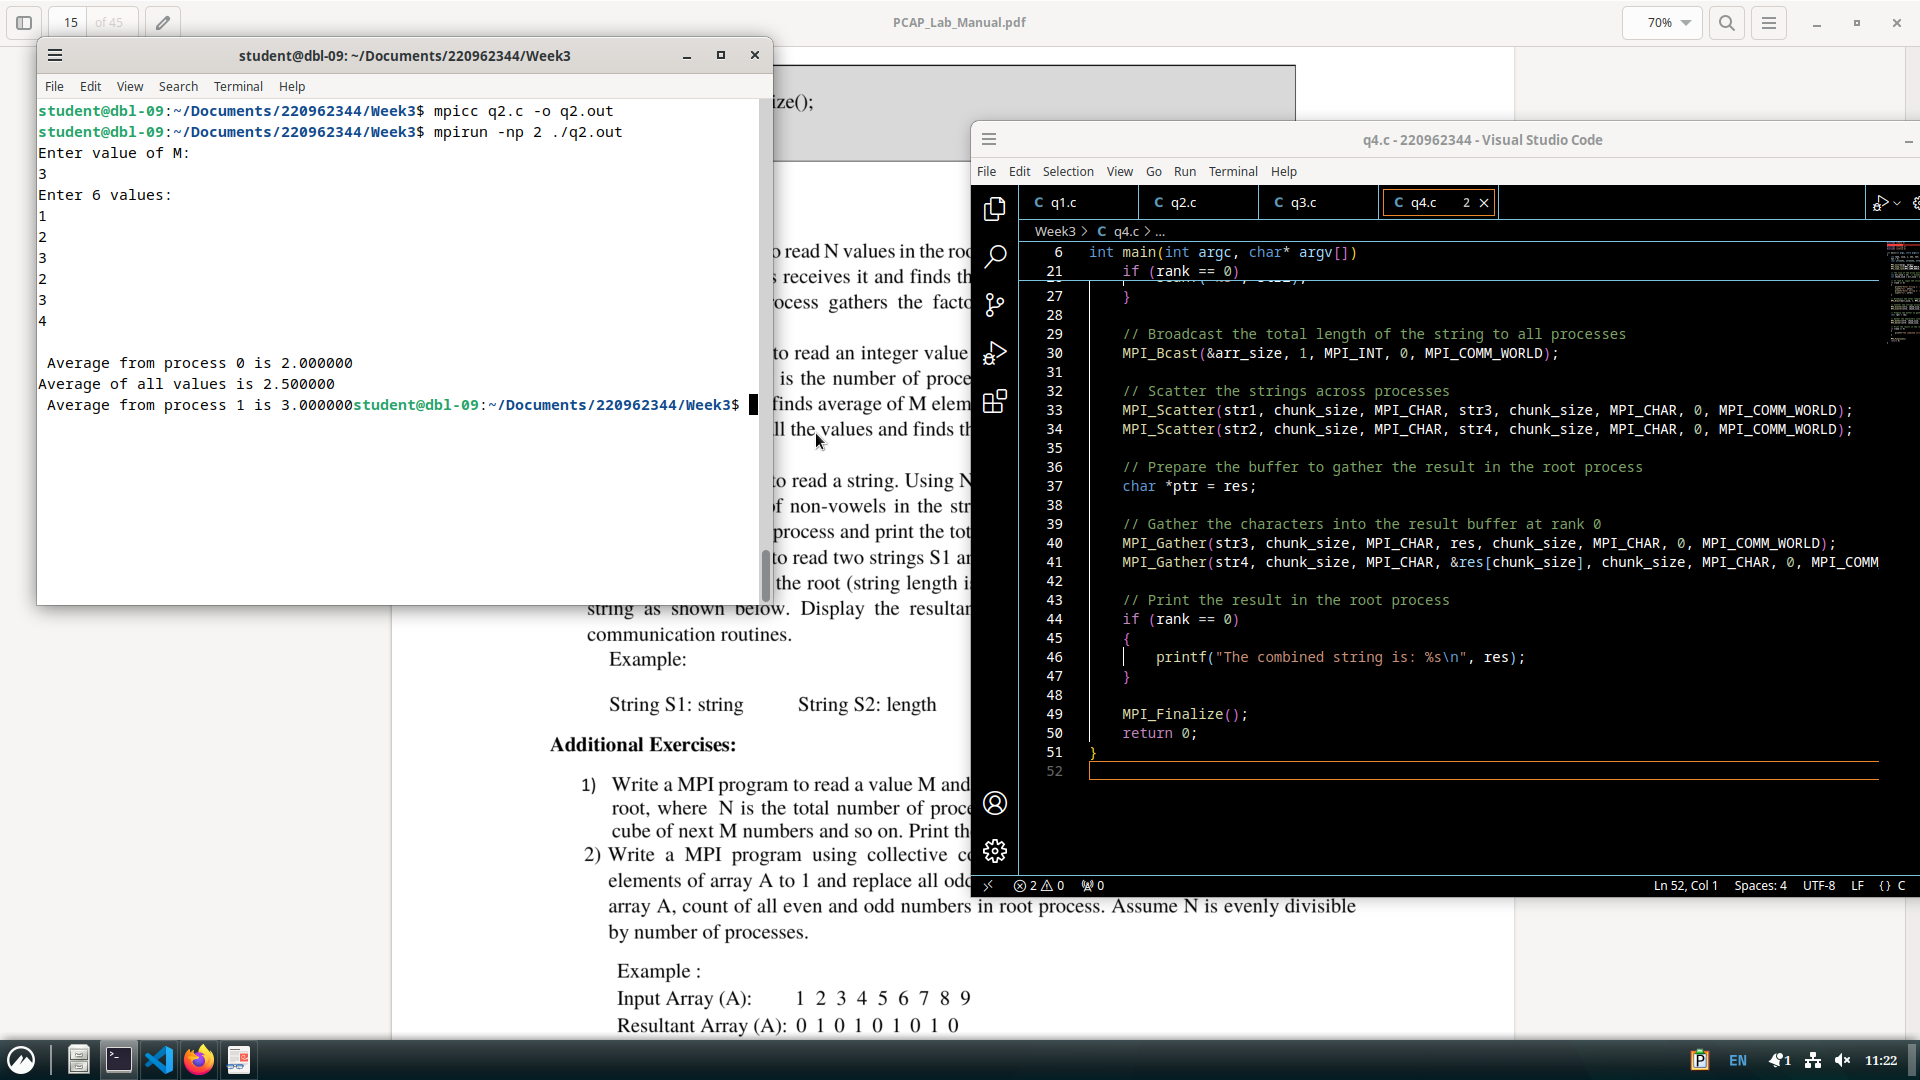 15 of 45
PCAP_Lab_Manual.pdf
70%
student@dbl-09: ~/Documents/220962344/Week3
File Edit View Search Terminal Help
student@dbl-09:~/Documents/220962344/Week3$ mpicc q2.c -o q2.out
student@dbl-09:~/Documents/220962344/Week3$ mpirun -np 2 ./q2.out
Enter value of M:
3
Enter 6 values:
1
2
3
2
3
4
Average from process 0 is 2.000000
Average of all values is 2.500000
Average from process 1 is 3.000000student@dbl-09:~/Documents/220962344/Week3$
ize();
o read N values in the roo
s receives it and finds th
ocess gathers the facto
to read an integer value
is the number of proce
finds average of M elem
ll the values and finds th
to read a string. Using N
of non-vowels in the str
process and print the tot
to read two strings S1 an
the root (string length is
string as shown below. Display the resultan
communication routines.
Example:
String S1: string String S2: length
Additional Exercises:
1) Write a MPI program to read a value M and
root, where N is the total number of proce
cube of next M numbers and so on. Print th
2) Write a MPI program using collective co
elements of array A to 1 and replace all odd
array A, count of all even and odd numbers in root process. Assume N is evenly divisible
by number of processes.
Example :
Input Array (A): 1 2 3 4 5 6 7 8 9
Resultant Array (A): 0 1 0 1 0 1 0 1 0
q4.c - 220962344 - Visual Studio Code
File Edit Selection View Go Run Terminal Help
C q1.c C q2.c C q3.c C q4.c 2
Week3 > C q4.c > ...
6 int main(int argc, char* argv[])
21 if (rank == 0)
27 }
28
29 // Broadcast the total length of the string to all processes
30 MPI_Bcast(&arr_size, 1, MPI_INT, 0, MPI_COMM_WORLD);
31
32 // Scatter the strings across processes
33 MPI_Scatter(str1, chunk_size, MPI_CHAR, str3, chunk_size, MPI_CHAR, 0, MPI_COMM_WORLD);
34 MPI_Scatter(str2, chunk_size, MPI_CHAR, str4, chunk_size, MPI_CHAR, 0, MPI_COMM_WORLD);
35
36 // Prepare the buffer to gather the result in the root process
37 char *ptr = res;
38
39 // Gather the characters into the result buffer at rank 0
40 MPI_Gather(str3, chunk_size, MPI_CHAR, res, chunk_size, MPI_CHAR, 0, MPI_COMM_WORLD);
41 MPI_Gather(str4, chunk_size, MPI_CHAR, &res[chunk_size], chunk_size, MPI_CHAR, 0, MPI_COMM
42
43 // Print the result in the root process
44 if (rank == 0)
45 {
46 printf("The combined string is: %s\n", res);
47 }
48
49 MPI_Finalize();
50 return 0;
51 }
52
2 0 0 Ln 52, Col 1 Spaces: 4 UTF-8 LF {} C
EN 1 11:22